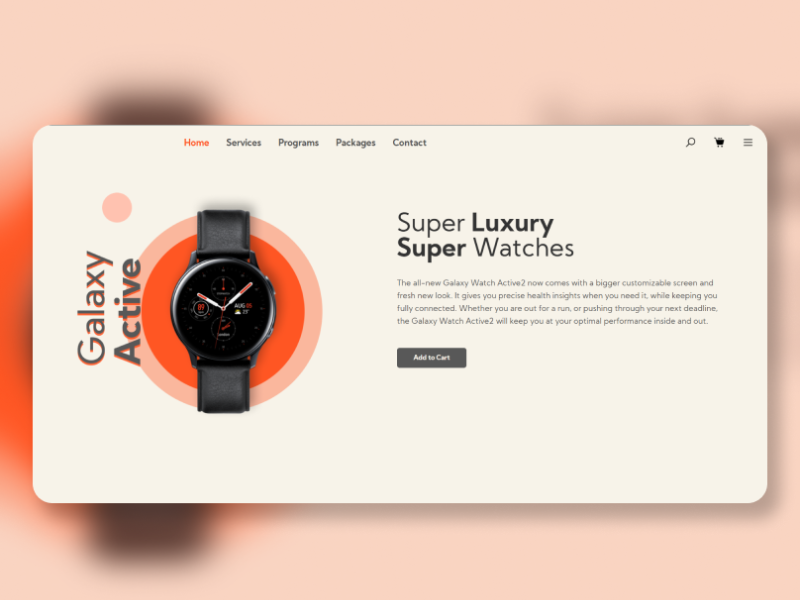 Home Services Programs Packages Contact
Galaxy
Active
Super Luxury
Super Watches
The all-new Galaxy Watch Active2 now comes with a bigger customizable screen and
fresh new look. It gives you precise health insights when you need it, while keeping you
fully connected. Whether you are out for a run, or pushing through your next deadline,
the Galaxy Watch Active2 will keep you at your optimal performance inside and out.
Add to Cart
AUG
89
23°